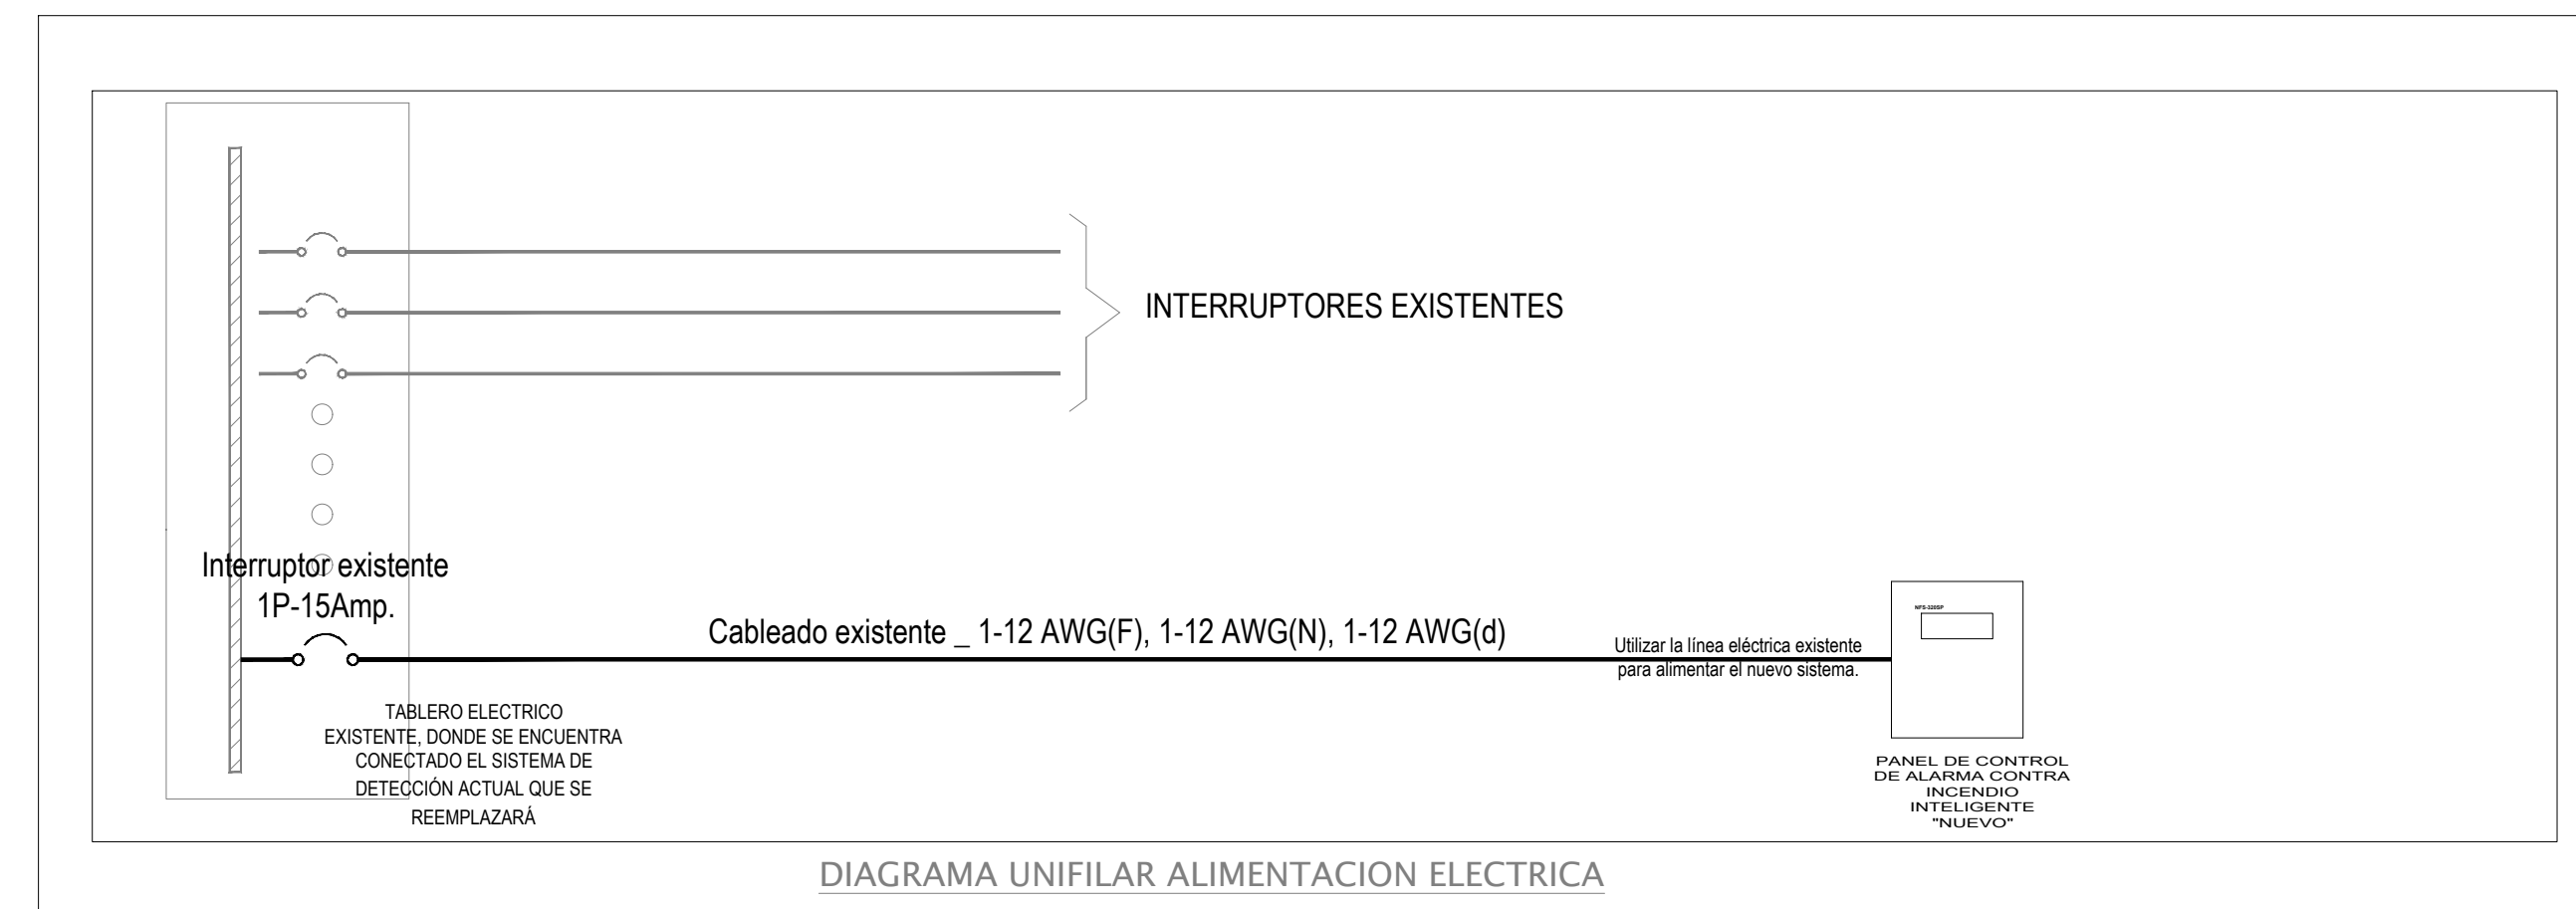 INTERRUPTORES EXISTENTES
Interruptor existente
1P-15Amp.
Cableado existente _ 1-12 AWG(F), 1-12 AWG(N), 1-12 AWG(d)
Utilizar la línea eléctrica existente
para alimentar el nuevo sistema.
NFS-320SP
TABLERO ELECTRICO
EXISTENTE, DONDE SE ENCUENTRA
CONECTADO EL SISTEMA DE
DETECCIÓN ACTUAL QUE SE
REEMPLAZARÁ
PANEL DE CONTROL
DE ALARMA CONTRA
INCENDIO
INTELIGENTE
"NUEVO"
DIAGRAMA UNIFILAR ALIMENTACION ELECTRICA